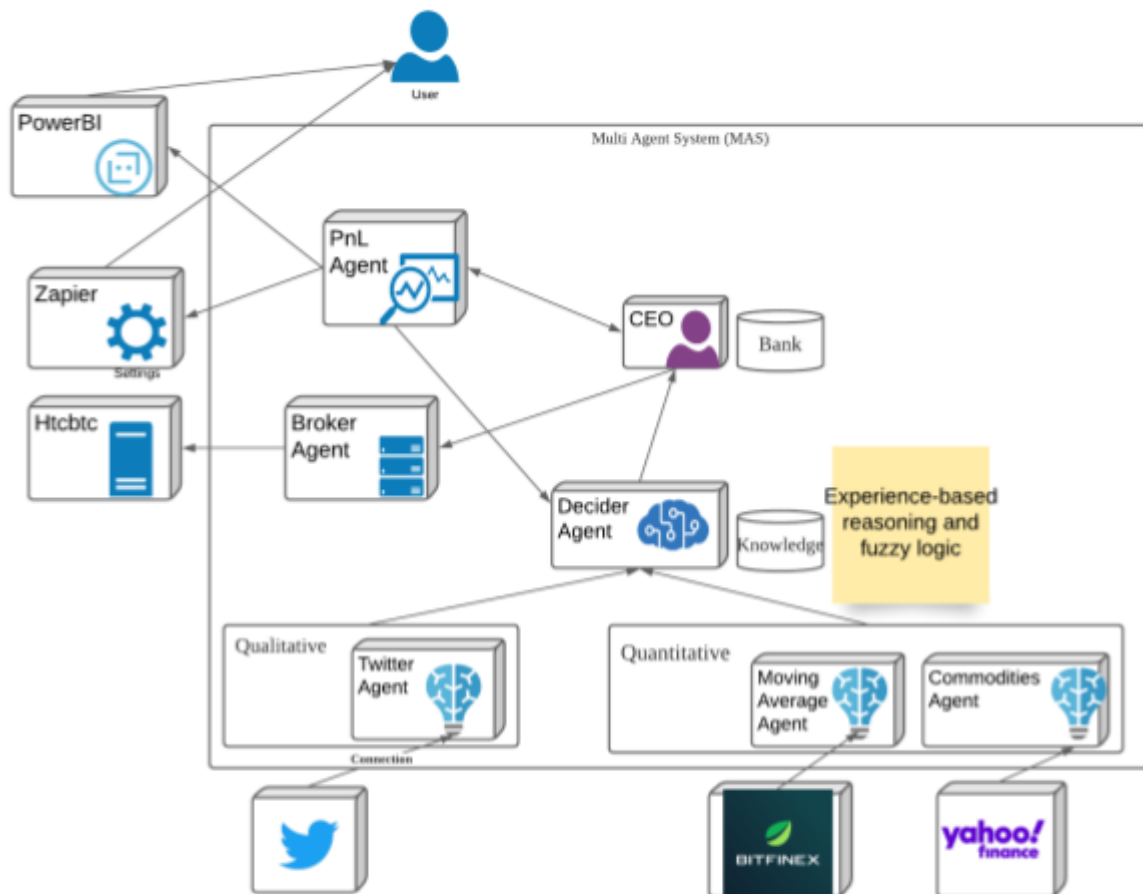 User
PowerBI
Multi Agent System (MAS)
PnL
Agent
Zapier
Settings
CEO
Bank
Htcbtc
Broker
Agent
Decider
Agent
Knowledge
Experience-based
reasoning and
fuzzy logic
Qualitative
Twitter
Agent
Quantitative
Moving
Average
Agent
Commodities
Agent
Connection
BITFINEX
yahoo!
finance